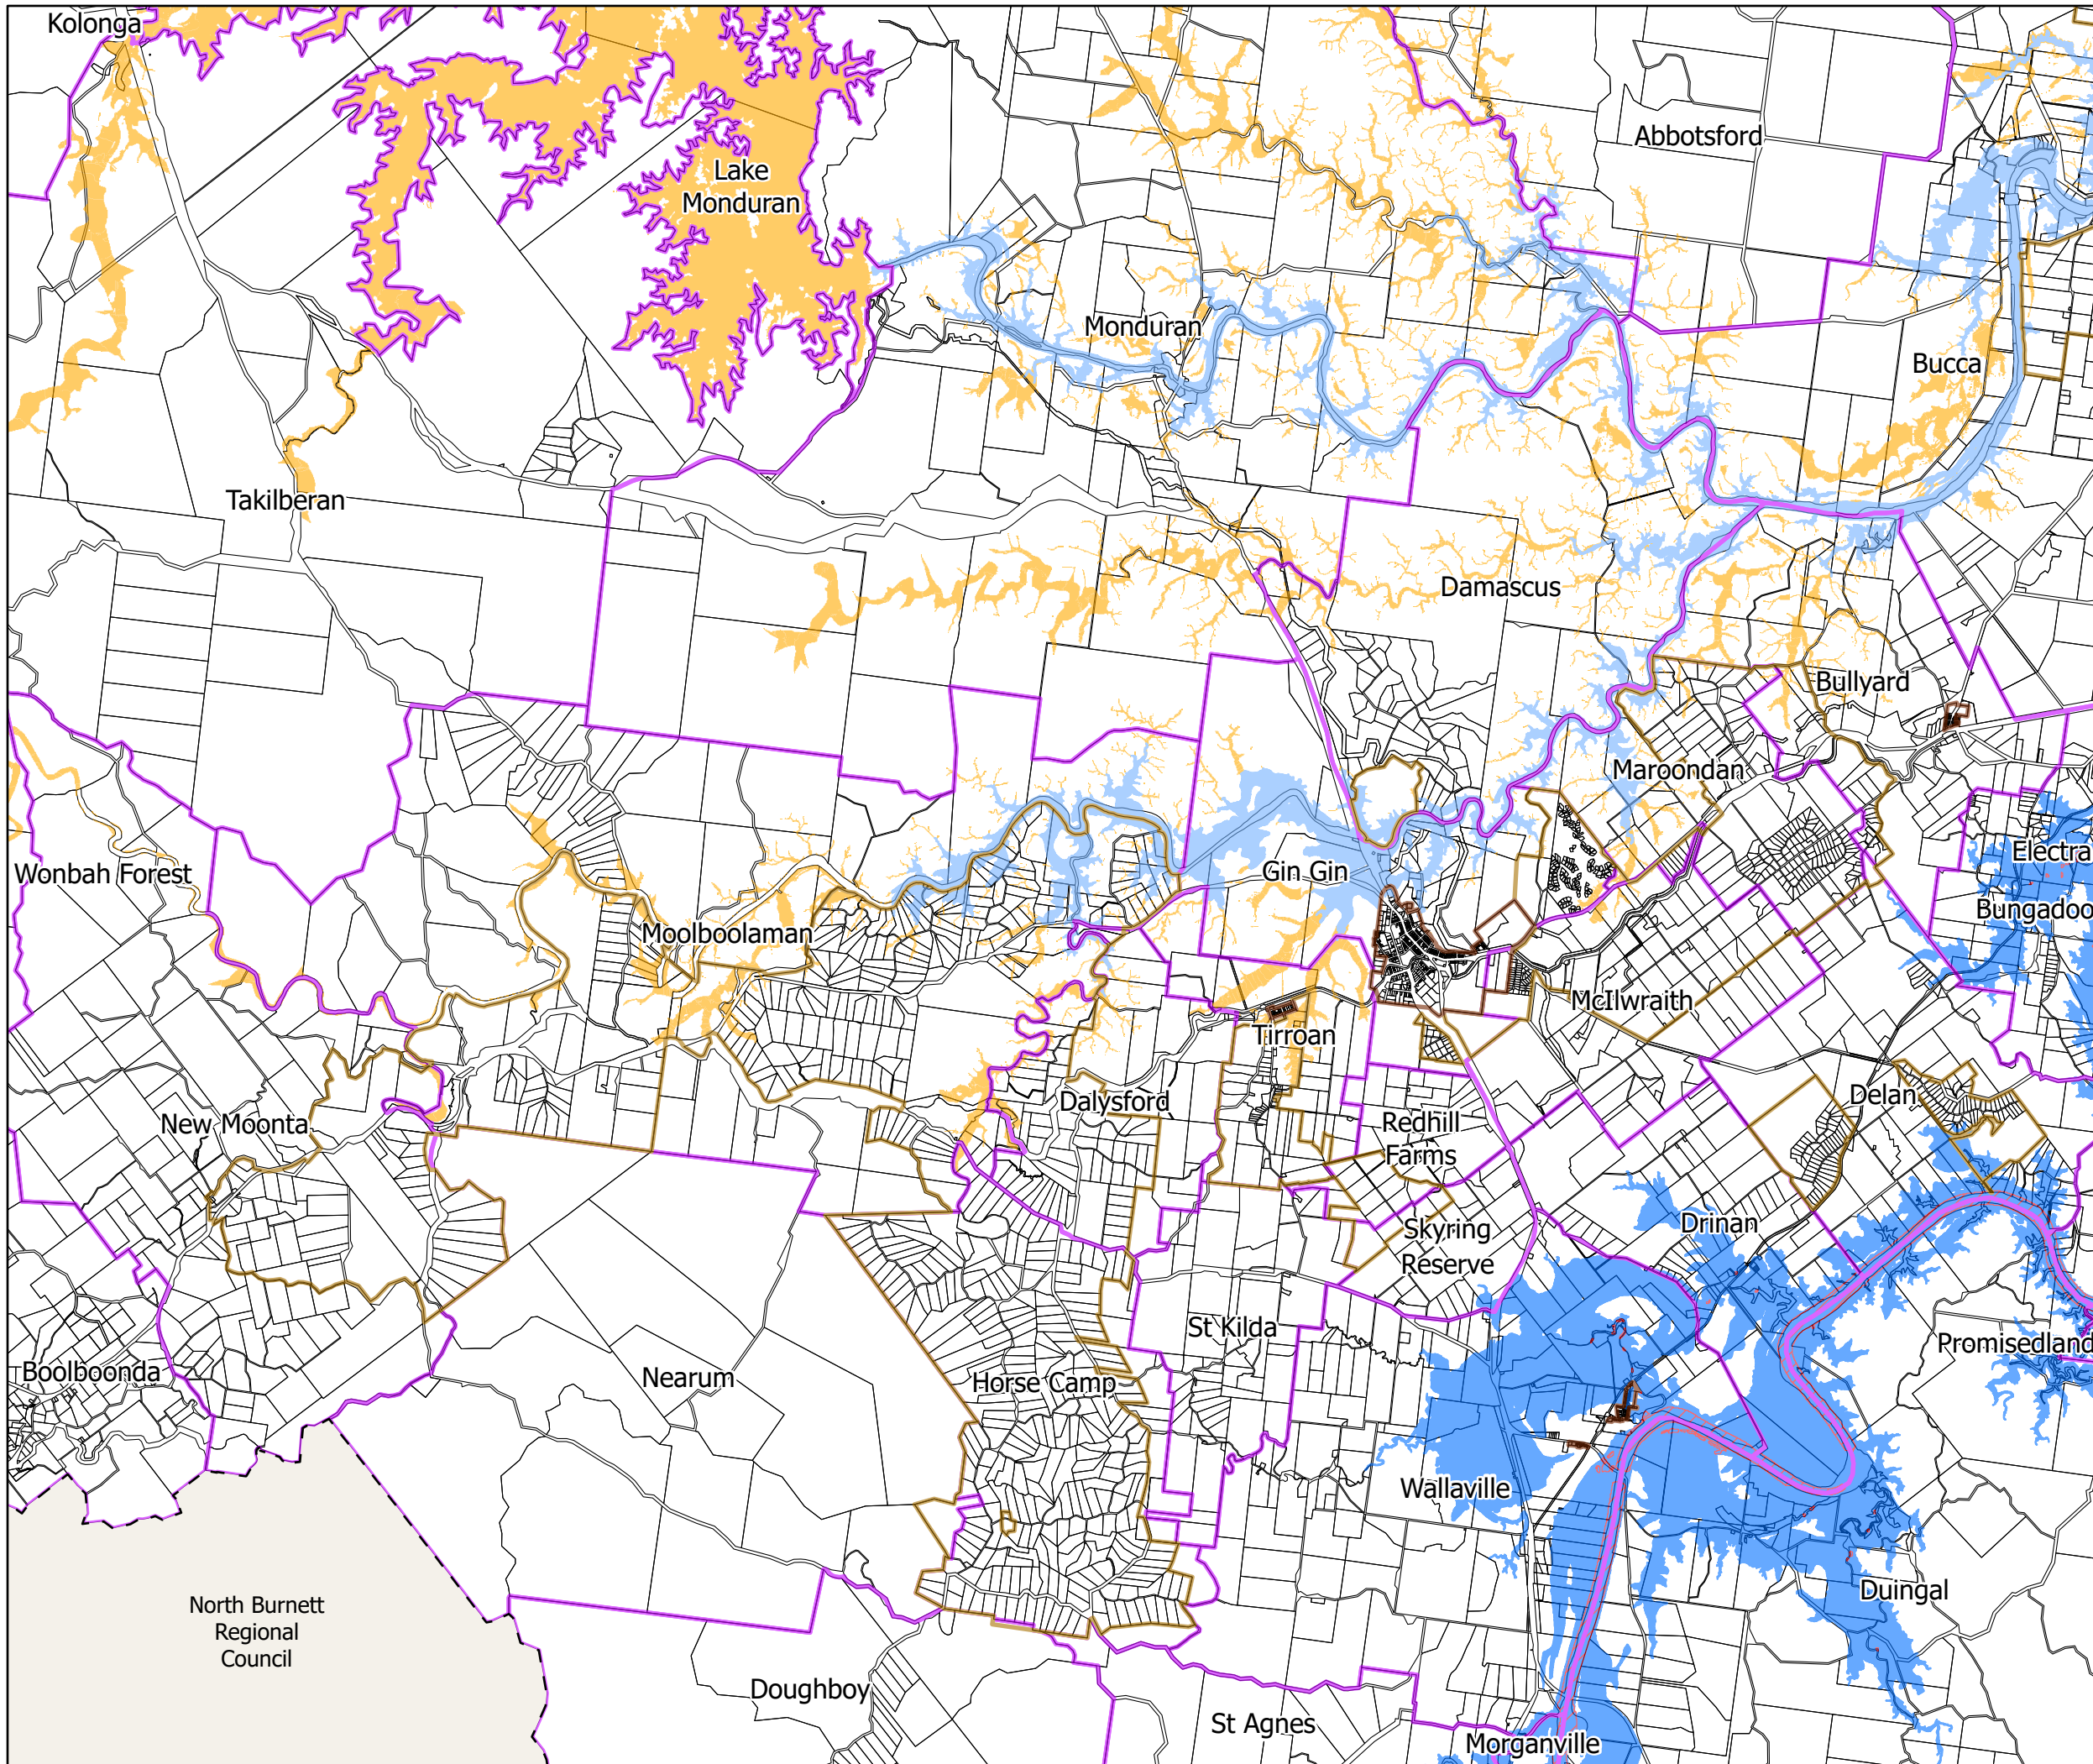 Kolonga
Abbotsford
Lake
Monduran
Monduran
Bucca
Takilberan
Damascus
Bullyard
Maroondan
Electra
Wonbah Forest
Gin Gin
Bungadoo
Moolboolaman
McIlwraith
Tirroan
Delan
Dalysford
New Moonta
Redhill
Farms
Drinan
Skyring
Reserve
St Kilda
Promisedland
Boolboonda
Nearum
Horse Camp
Wallaville
Duingal
North Burnett
Regional
Council
Doughboy
St Agnes
Morganville